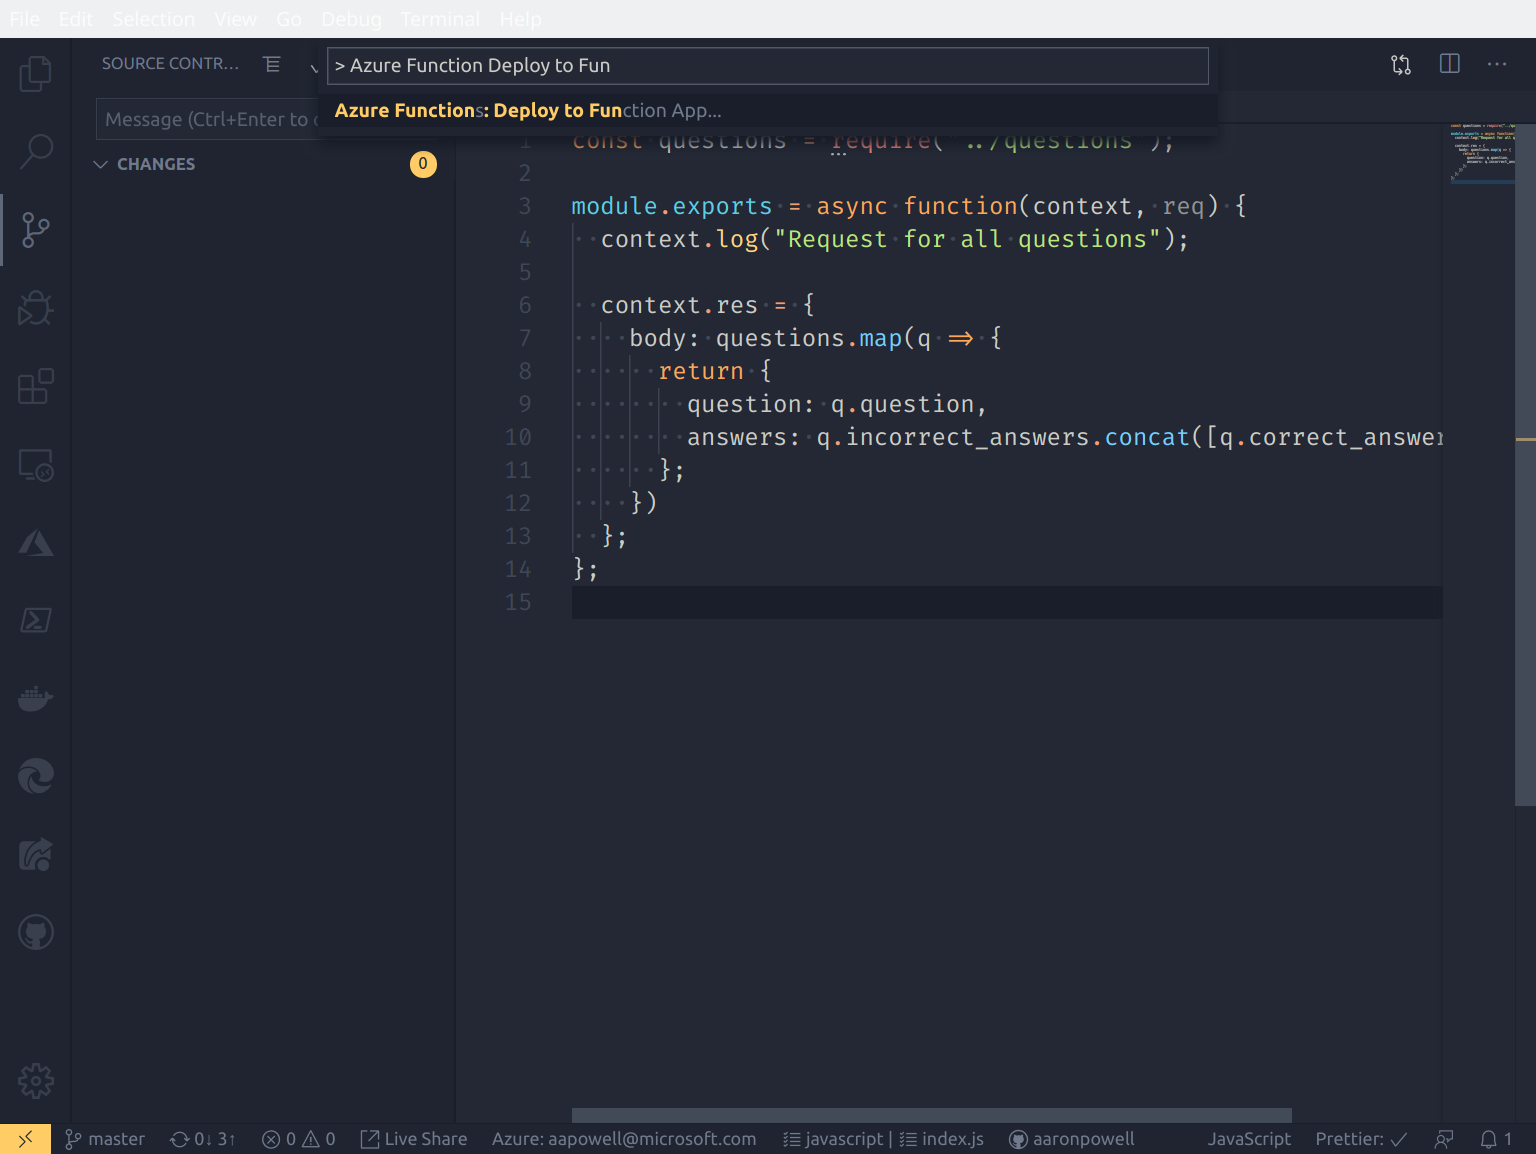 File Edit Selection View Go Debug Terminal Help
SOURCE CONTR...
> Azure Function Deploy to Fun
Azure Functions: Deploy to Function App...
Message (Ctrl+Enter to
CHANGES
0
1 const questions = require("../questions");
2
3 module.exports = async function(context, req) {
4 context.log("Request for all questions");
5
6 context.res = {
7 body: questions.map(q => {
8 return {
9 question: q.question,
10 answers: q.incorrect_answers.concat([q.correct_answer
11 };
12 })
13 };
14 };
15
master 0↓ 3↑ 0 0 Live Share Azure: aapowell@microsoft.com javascript | index.js aaronpowell JavaScript Prettier: ✓ 1